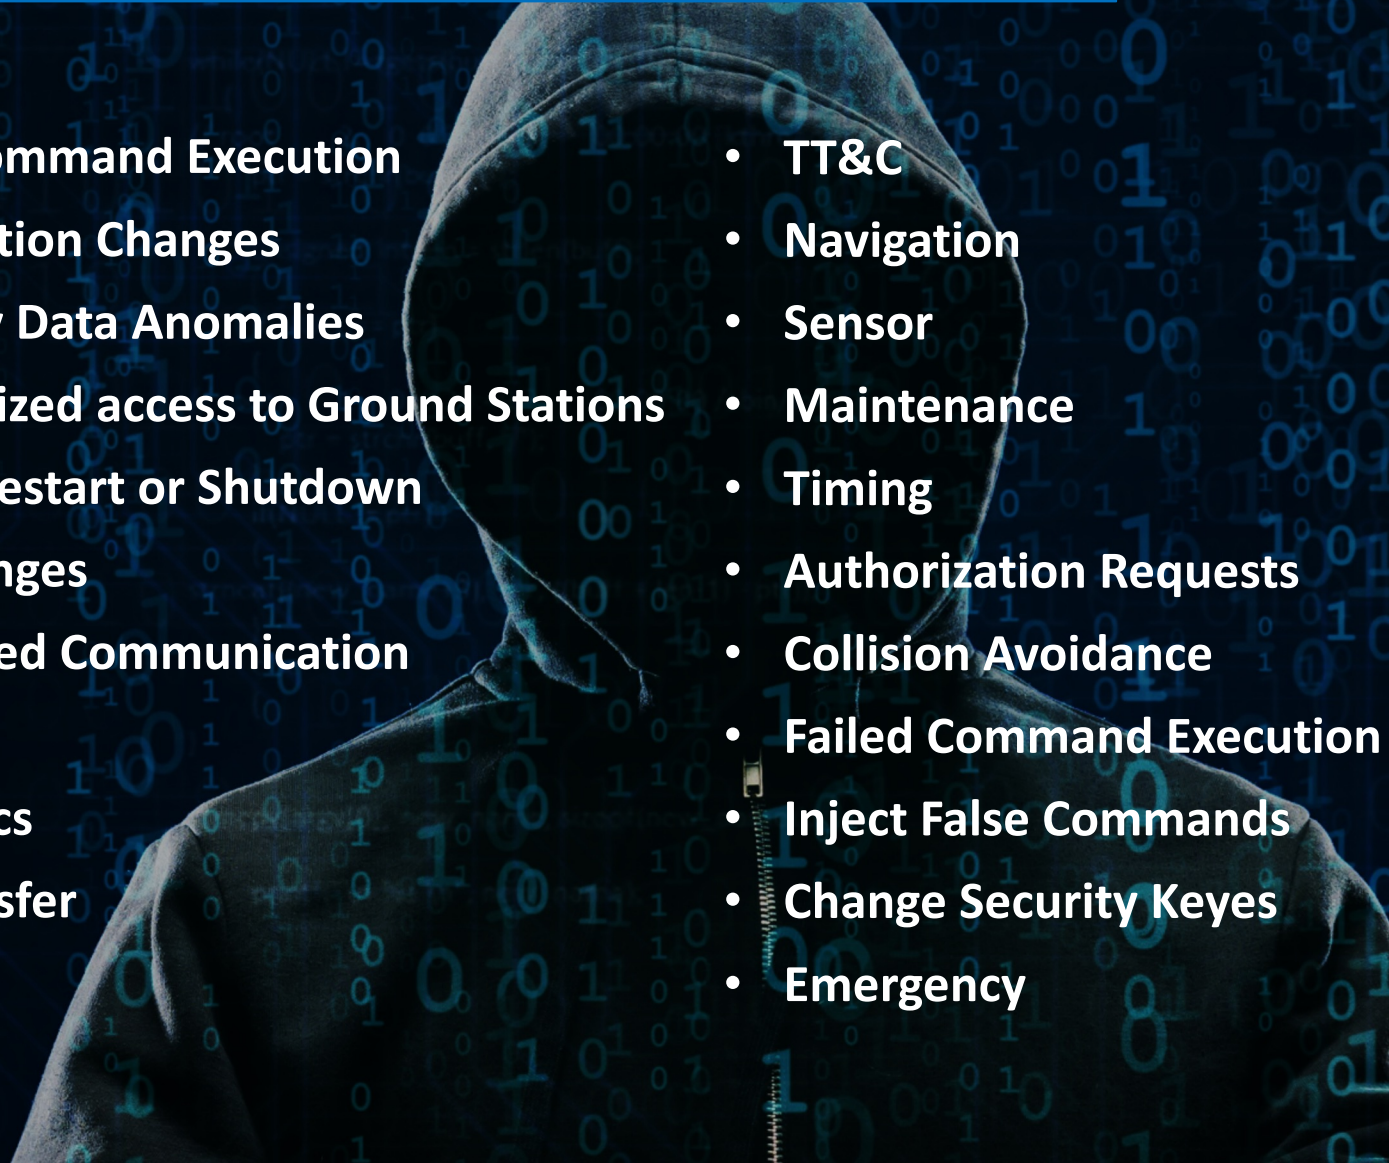 ommand Execution
tion Changes
y Data Anomalies
ized access to Ground Stations
estart or Shutdown
nges
ed Communication
cs
sfer
• TT&C
• Navigation
• Sensor
• Maintenance
• Timing
• Authorization Requests
• Collision Avoidance
• Failed Command Execution
• Inject False Commands
• Change Security Keyes
• Emergency